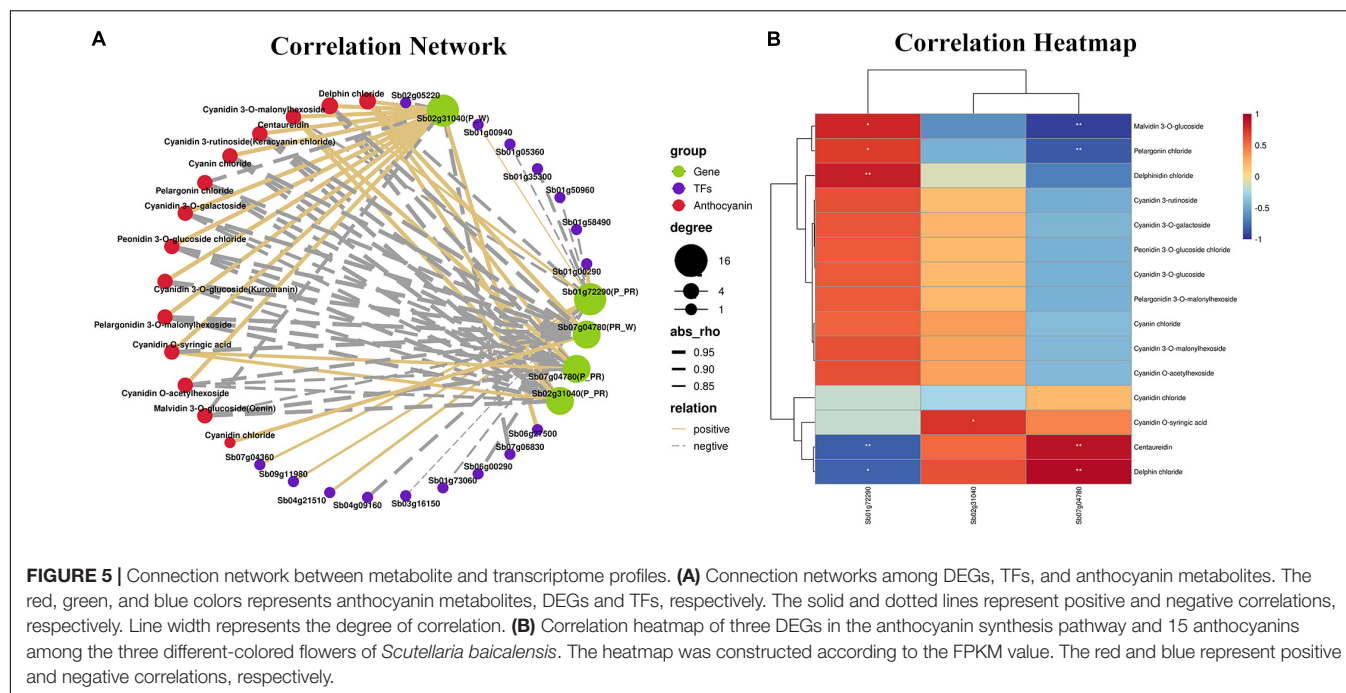 A
Correlation Network
Delphin chloride
Sb02g05220
Cyanidin 3-O-malonylhexoside
Sb02g31040(P_W)
Centaureidin
Sb01g00940
Cyanidin 3-rutinoside(Keracyanin chloride)
Sb01g05360
Cyanin chloride
Sb01g35300
Pelargonin chloride
Sb01g50960
Cyanidin 3-O-galactoside
Sb01g58490
Peonidin 3-O-glucoside chloride
Sb01g00290
Cyanidin 3-O-glucoside(Kuromanin)
Sb01g72290(P_PR)
Pelargonidin 3-O-malonylhexoside
Sb07g04780(PR_W)
Cyanidin O-syringic acid
Sb07g04780(P_PR)
Cyanidin O-acetylhexoside
Sb02g31040(P_PR)
Malvidin 3-O-glucoside(Oenin)
Cyanidin chloride
Sb06g27500
Sb07g04360
Sb07g06830
Sb09g11980
Sb06g00290
Sb04g21510
Sb01g73060
Sb04g09160
Sb03g16150
group
Gene
TFs
Anthocyanin
degree
16
4
1
abs_rho
0.95
0.90
0.85
relation
positive
negtive
B
Correlation Heatmap
* ** Malvidin 3-O-glucoside
* ** Pelargonin chloride
** Delphinidin chloride
Cyanidin 3-rutinoside
Cyanidin 3-O-galactoside
Peonidin 3-O-glucoside chloride
Cyanidin 3-O-glucoside
Pelargonidin 3-O-malonylhexoside
Cyanin chloride
Cyanidin 3-O-malonylhexoside
Cyanidin O-acetylhexoside
Cyanidin chloride
* Cyanidin O-syringic acid
** ** Centaureidin
* ** Delphin chloride
Sb01g72290
Sb02g31040
Sb07g04780
1
0.5
0
-0.5
-1
FIGURE 5 | Connection network between metabolite and transcriptome profiles. (A) Connection networks among DEGs, TFs, and anthocyanin metabolites. The
red, green, and blue colors represents anthocyanin metabolites, DEGs and TFs, respectively. The solid and dotted lines represent positive and negative correlations,
respectively. Line width represents the degree of correlation. (B) Correlation heatmap of three DEGs in the anthocyanin synthesis pathway and 15 anthocyanins
among the three different-colored flowers of Scutellaria baicalensis. The heatmap was constructed according to the FPKM value. The red and blue represent positive
and negative correlations, respectively.